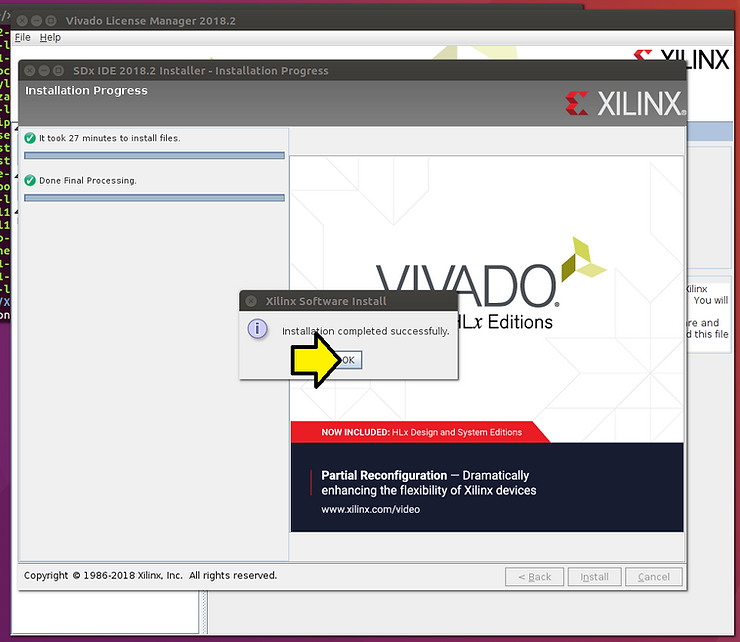 Vivado License Manager 2018.2
File Help
XILINX
SDx IDE 2018.2 Installer - Installation Progress
Installation Progress
XILINX®
It took 27 minutes to install files.
Done Final Processing.
VIVADO®
HLx Editions
Xilinx Software Install
Installation completed successfully.
OK
Xilinx
You will
re and
d this file
NOW INCLUDED: HLx Design and System Editions
Partial Reconfiguration — Dramatically
enhancing the flexibility of Xilinx devices
www.xilinx.com/video
Copyright © 1986-2018 Xilinx, Inc. All rights reserved.
< Back Install Cancel